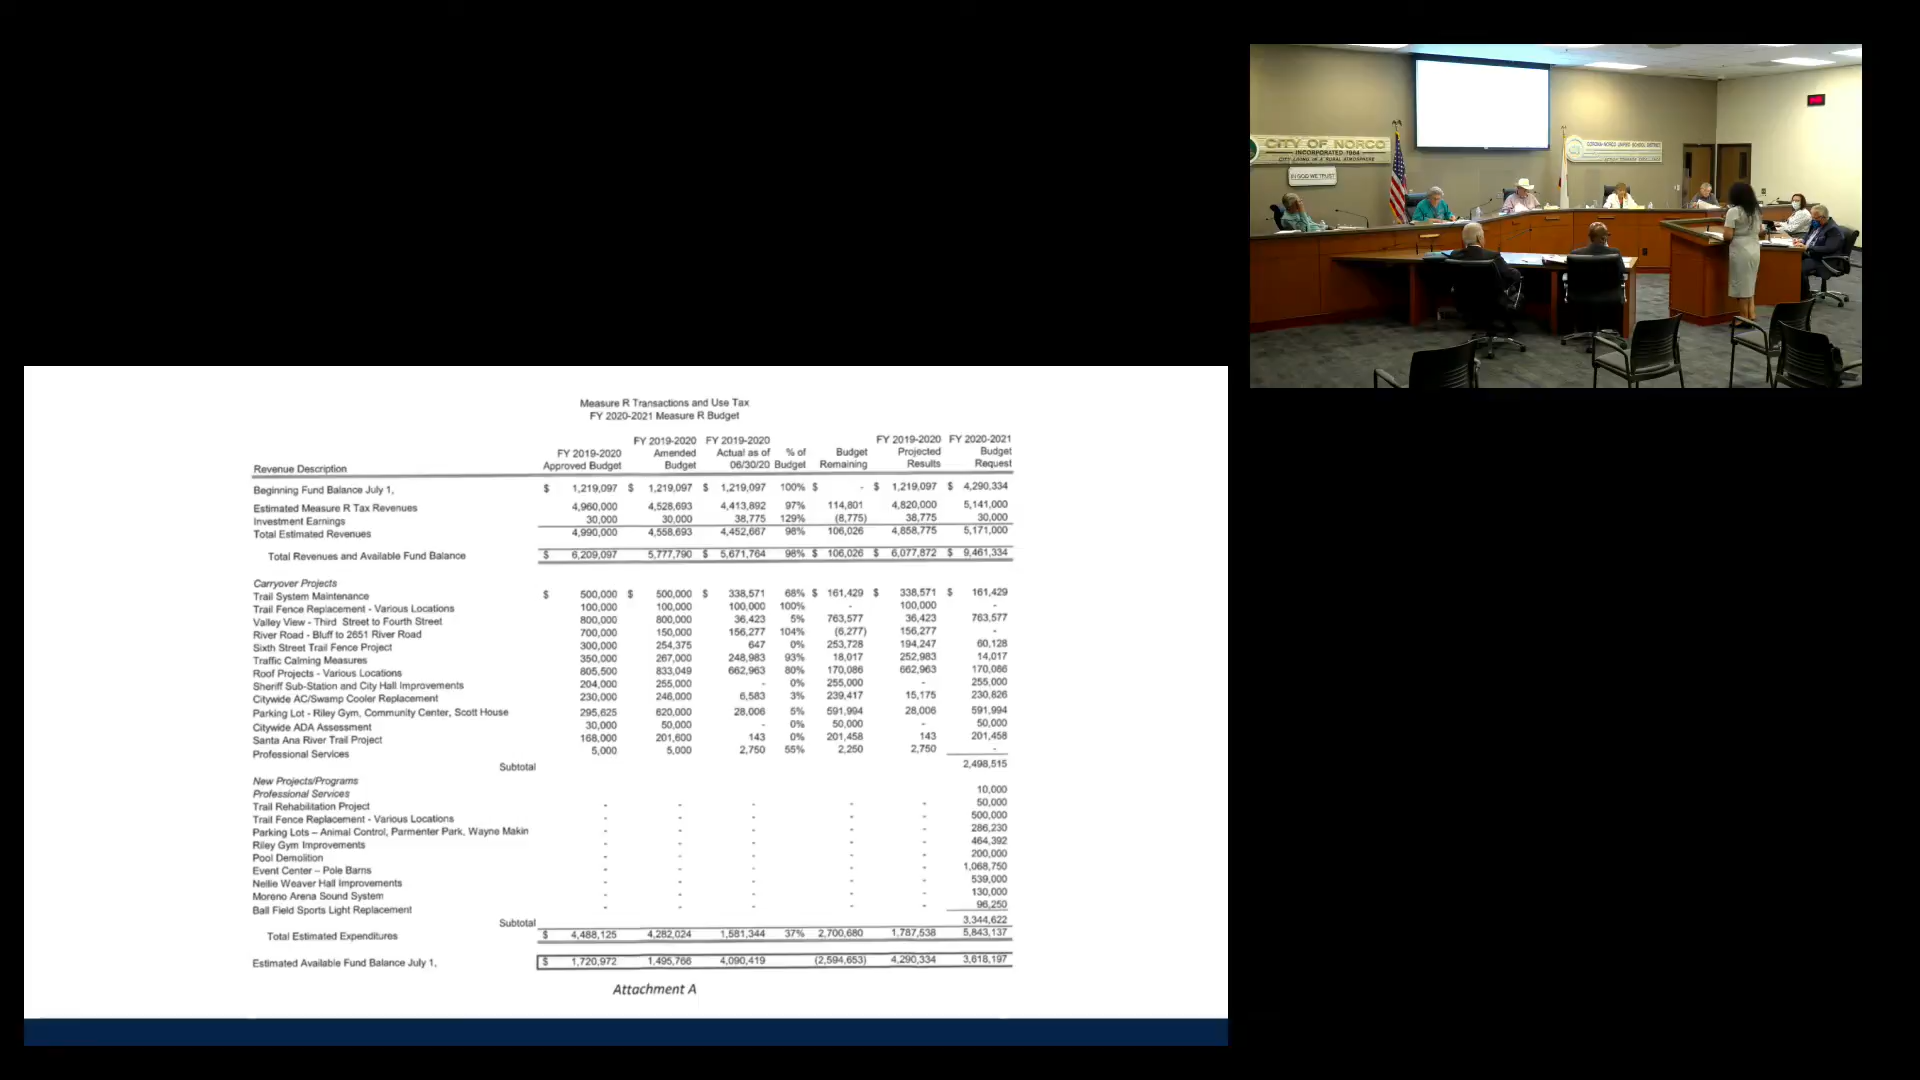 Measure R Transactions and Use Tax
FY 2020-2021 Measure R Budget
Revenue Description
FY 2019-2020 Approved Budget
FY 2019-2020 Amended Budget
FY 2019-2020 Actual as of 06/30/20
% of Budget
Budget Remaining
FY 2019-2020 Projected Results
FY 2020-2021 Budget Request
Beginning Fund Balance July 1, $ 1,219,097 $ 1,219,097 $ 1,219,097 100% $ - $ 1,219,097 $ 4,290,334
Estimated Measure R Tax Revenues 4,960,000 4,528,693 4,413,892 97% 114,801 4,820,000 5,141,000
Investment Earnings 30,000 30,000 38,775 129% (8,775) 38,775 30,000
Total Estimated Revenues 4,990,000 4,558,693 4,452,667 98% 106,026 4,858,775 5,171,000
Total Revenues and Available Fund Balance $ 6,209,097 5,777,790 $ 5,671,764 98% $ 106,026 $ 6,077,872 $ 9,461,334
Carryover Projects
Trail System Maintenance $ 500,000 $ 500,000 $ 338,571 68% $ 161,429 $ 338,571 $ 161,429
Trail Fence Replacement - Various Locations 100,000 100,000 100,000 100% - 100,000 -
Valley View - Third Street to Fourth Street 800,000 800,000 36,423 5% 763,577 36,423 763,577
River Road - Bluff to 2651 River Road 700,000 150,000 156,277 104% (6,277) 156,277 -
Sixth Street Trail Fence Project 300,000 254,375 647 0% 253,728 194,247 60,128
Traffic Calming Measures 350,000 267,000 248,983 93% 18,017 252,983 14,017
Roof Projects - Various Locations 805,500 833,049 662,963 80% 170,086 662,963 170,086
Sheriff Sub-Station and City Hall Improvements 204,000 255,000 - 0% 255,000 - 255,000
Citywide AC/Swamp Cooler Replacement 230,000 246,000 6,583 3% 239,417 15,175 230,826
Parking Lot - Riley Gym, Community Center, Scott House 295,625 620,000 28,006 5% 591,994 28,006 591,994
Citywide ADA Assessment 30,000 50,000 - 0% 50,000 - 50,000
Santa Ana River Trail Project 168,000 201,600 143 0% 201,458 143 201,458
Professional Services 5,000 5,000 2,750 55% 2,250 2,750 -
Subtotal 2,498,515
New Projects/Programs
Professional Services 10,000
Trail Rehabilitation Project - - - - - 50,000
Trail Fence Replacement - Various Locations - - - - - 500,000
Parking Lots – Animal Control, Parmenter Park, Wayne Makin - - - - - 286,230
Riley Gym Improvements - - - - - 464,392
Pool Demolition - - - - - 200,000
Event Center – Pole Barns - - - - - 1,068,750
Nellie Weaver Hall Improvements - - - - - 539,000
Moreno Arena Sound System - - - - - 130,000
Ball Field Sports Light Replacement - - - - - 96,250
Subtotal 3,344,622
Total Estimated Expenditures $ 4,488,125 4,282,024 1,581,344 37% 2,700,680 1,787,538 5,843,137
Estimated Available Fund Balance July 1, $ 1,720,972 1,495,766 4,090,419 (2,594,653) 4,290,334 3,618,197
Attachment A
CITY OF NORCO
INCORPORATED 1964
CITY LIVING IN A RURAL ATMOSPHERE
IN GOD WE TRUST
CORONA-NORCO UNIFIED SCHOOL DISTRICT